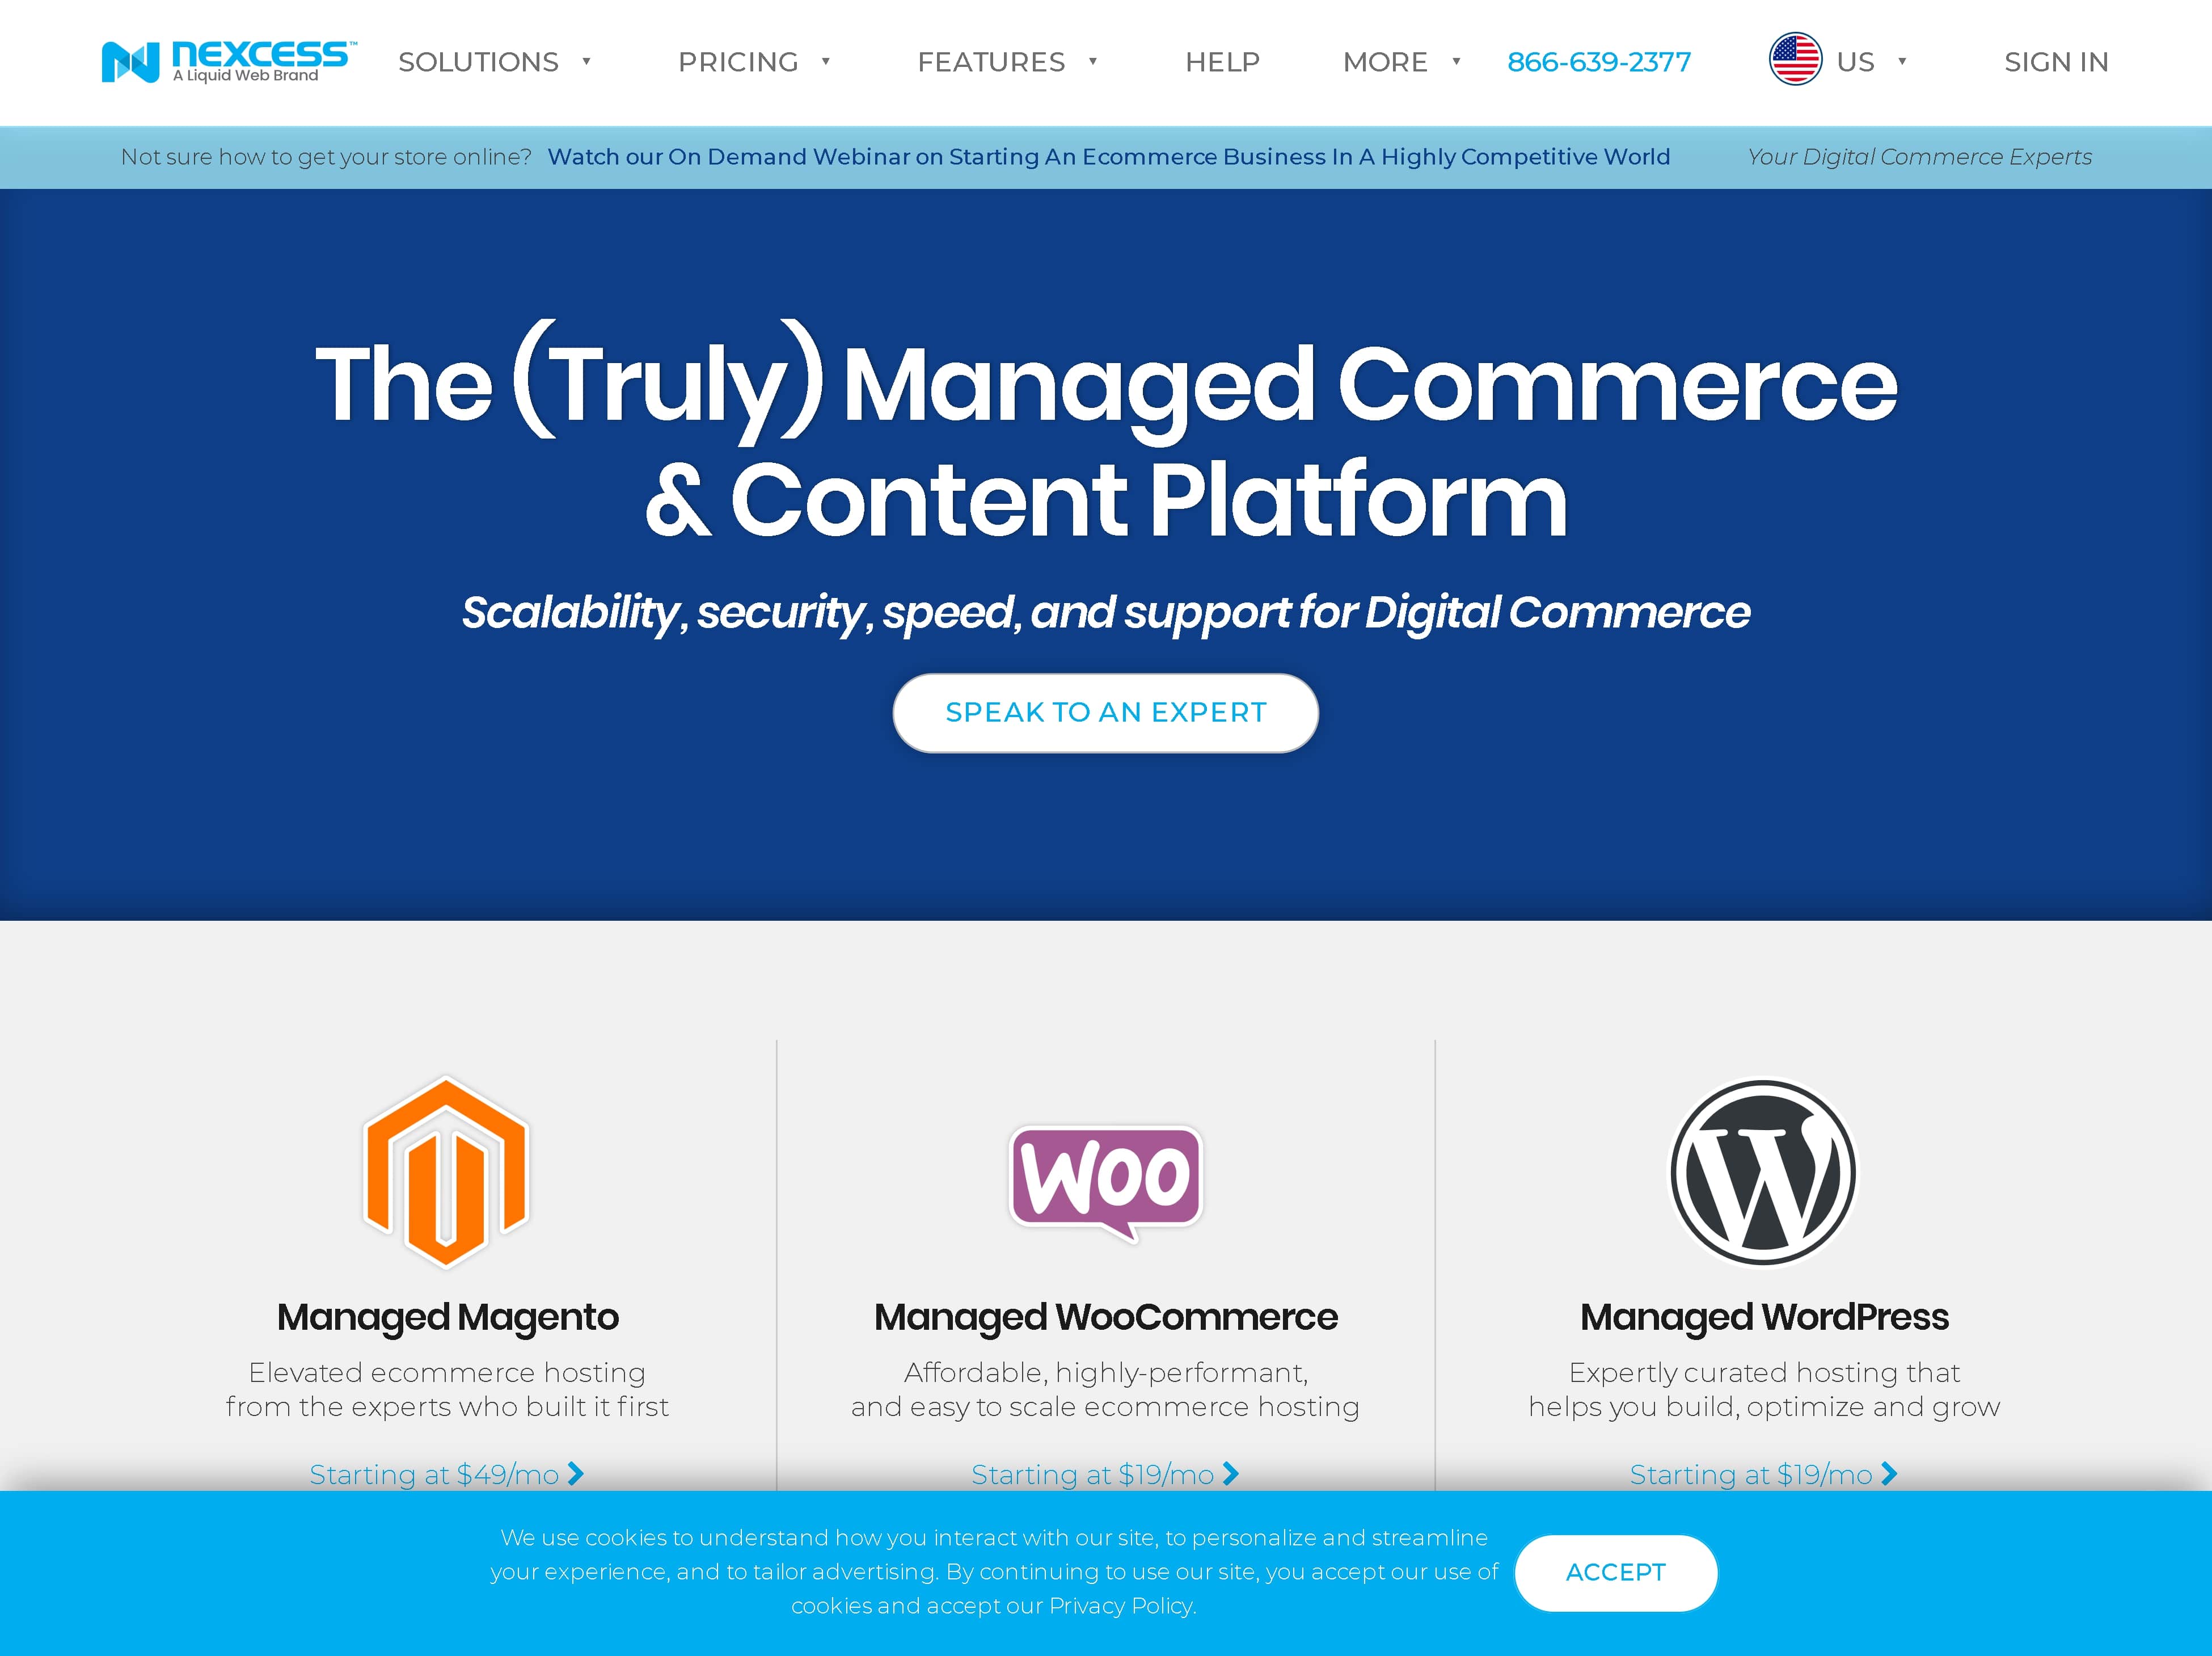 nexcess™
A Liquid Web Brand
SOLUTIONS
PRICING
FEATURES
HELP
MORE
866-639-2377
US
SIGN IN
Not sure how to get your store online? Watch our On Demand Webinar on Starting An Ecommerce Business In A Highly Competitive World
Your Digital Commerce Experts
The (Truly) Managed Commerce
& Content Platform
Scalability, security, speed, and support for Digital Commerce
SPEAK TO AN EXPERT
Managed Magento
Elevated ecommerce hosting
from the experts who built it first
Starting at $49/mo
Woo
Managed WooCommerce
Affordable, highly-performant,
and easy to scale ecommerce hosting
Starting at $19/mo
W
Managed WordPress
Expertly curated hosting that
helps you build, optimize and grow
Starting at $19/mo
We use cookies to understand how you interact with our site, to personalize and streamline
your experience, and to tailor advertising. By continuing to use our site, you accept our use of
cookies and accept our Privacy Policy.
ACCEPT